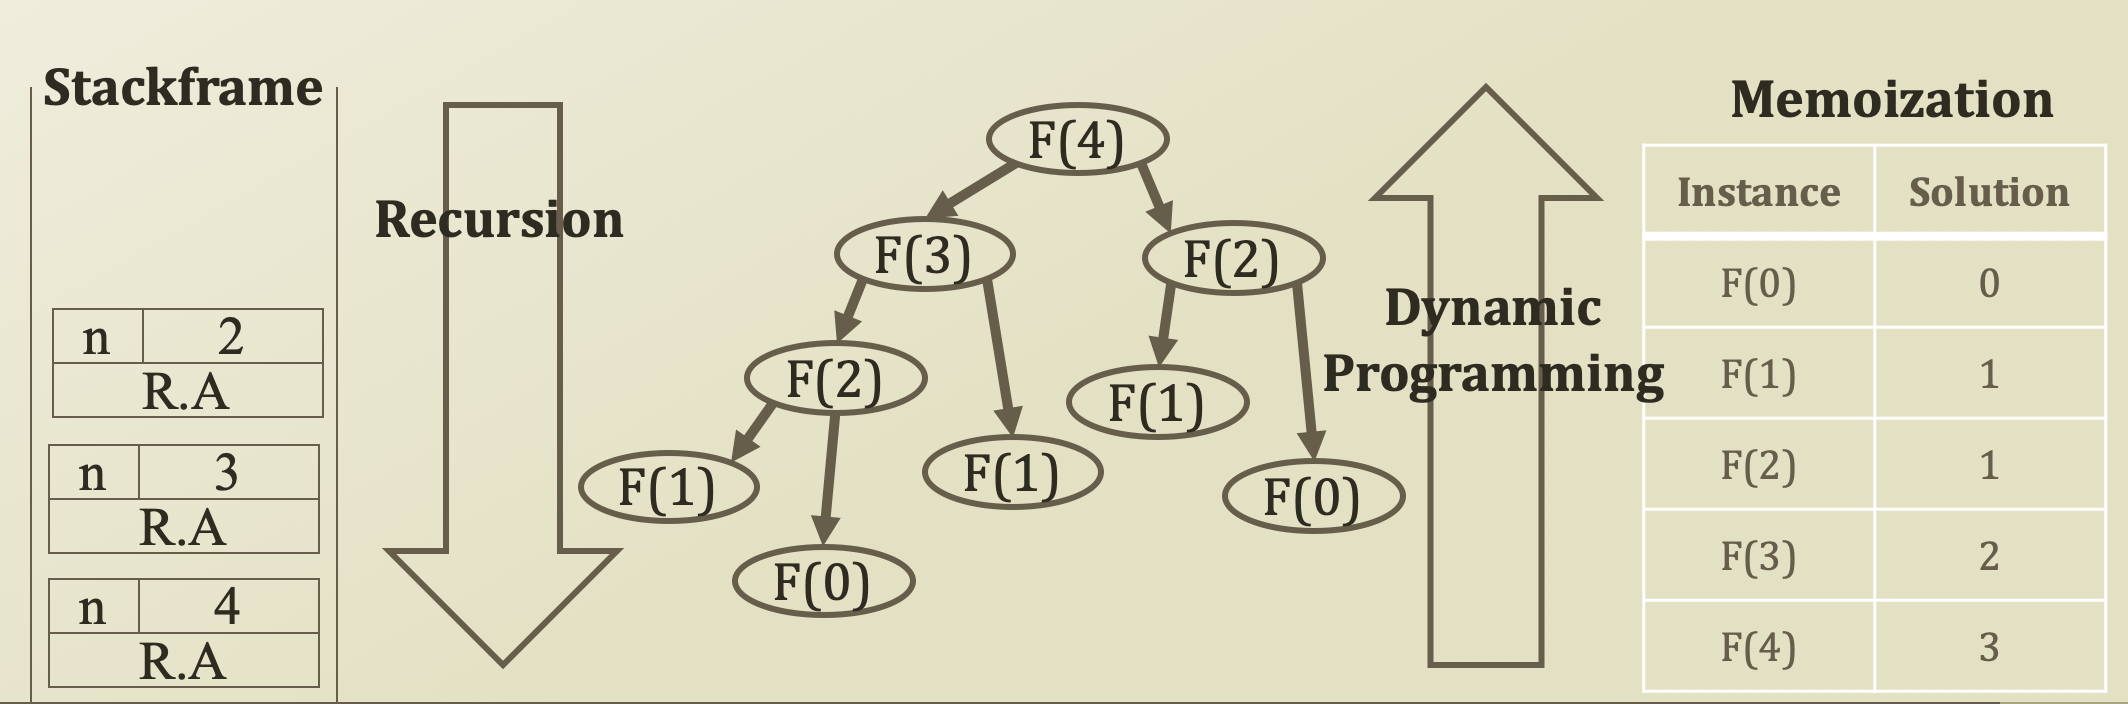 Stackframe
n 2
R.A
n 3
R.A
n 4
R.A
Recursion
F(4)
F(3) F(2)
F(2) F(1) F(1) F(0)
F(1) F(0)
Dynamic
Programming
Memoization
Instance Solution
F(0) 0
F(1) 1
F(2) 1
F(3) 2
F(4) 3